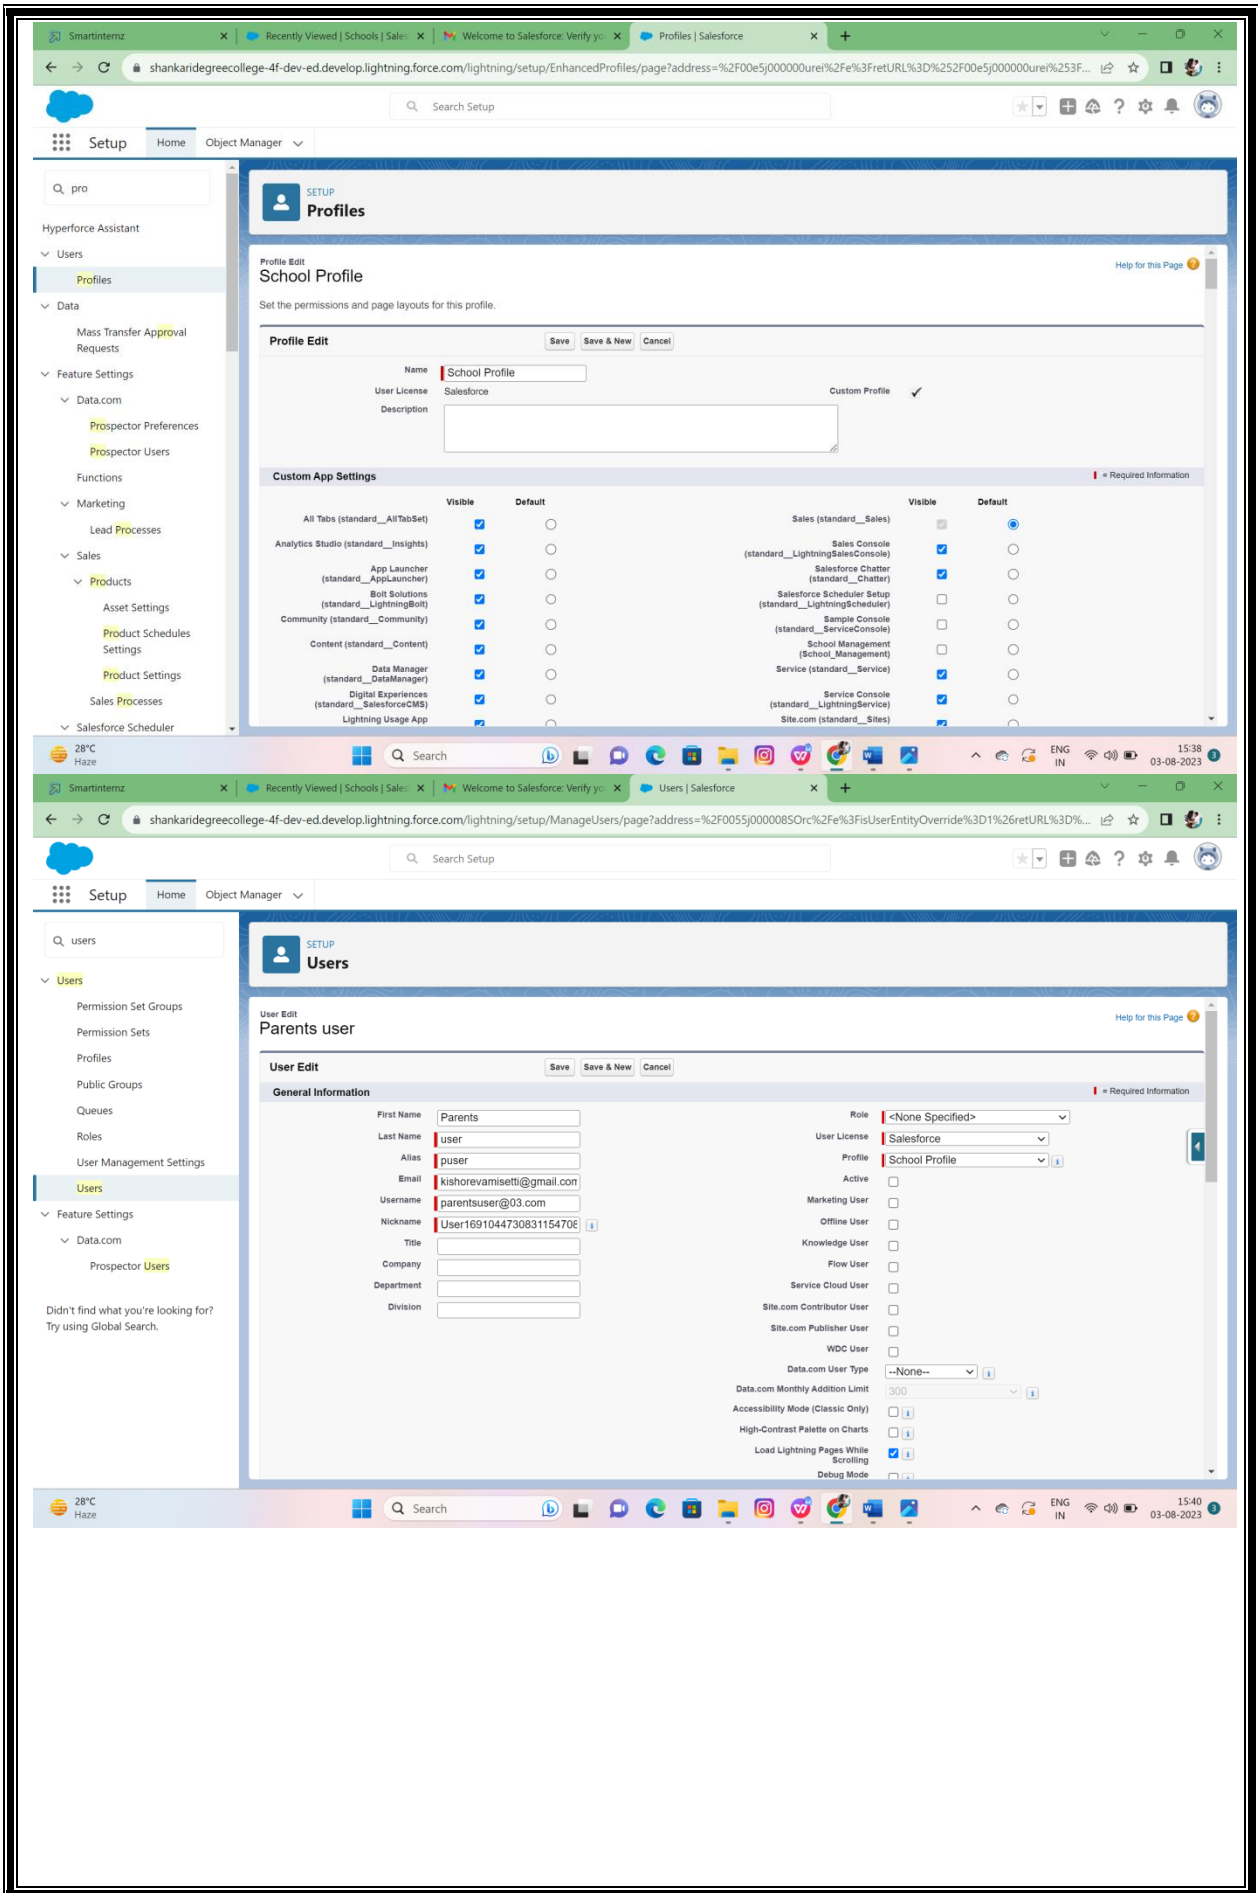 Smartinternz
Recently Viewed | Schools | Sales
Welcome to Salesforce: Verify yo
Profiles | Salesforce
shankaridegreecollege-4f-dev-ed.develop.lightning.force.com/lightning/setup/EnhancedProfiles/page?address=%2F00e5j000000urei%2Fe%3FretURL%3D%252F00e5j000000urei%253F...
Search Setup
Setup
Home
Object Manager
pro
Hyperforce Assistant
Users
Profiles
Data
Mass Transfer Approval
Requests
Feature Settings
Data.com
Prospector Preferences
Prospector Users
Functions
Marketing
Lead Processes
Sales
Products
Asset Settings
Product Schedules
Settings
Product Settings
Sales Processes
Salesforce Scheduler
SETUP
Profiles
Profile Edit
School Profile
Help for this Page
Set the permissions and page layouts for this profile.
Profile Edit
Save
Save & New
Cancel
Name School Profile
User License Salesforce
Custom Profile
Description
Custom App Settings
= Required Information
Visible Default Visible Default
All Tabs (standard__AllTabSet)
Sales (standard__Sales)
Analytics Studio (standard__Insights)
Sales Console
(standard__LightningSalesConsole)
App Launcher
(standard__AppLauncher)
Salesforce Chatter
(standard__Chatter)
Bolt Solutions
(standard__LightningBolt)
Salesforce Scheduler Setup
(standard__LightningScheduler)
Community (standard__Community)
Sample Console
(standard__ServiceConsole)
Content (standard__Content)
School Management
(School_Management)
Data Manager
(standard__DataManager)
Service (standard__Service)
Digital Experiences
(standard__SalesforceCMS)
Service Console
(standard__LightningService)
Lightning Usage App
Site.com (standard__Sites)
28°C
Haze
Search
ENG
IN
15:38
03-08-2023
3
Smartinternz
Recently Viewed | Schools | Sales
Welcome to Salesforce: Verify yo
Users | Salesforce
shankaridegreecollege-4f-dev-ed.develop.lightning.force.com/lightning/setup/ManageUsers/page?address=%2F0055j000008SOrc%2Fe%3FisUserEntityOverride%3D1%26retURL%3D%...
Search Setup
Setup
Home
Object Manager
users
Users
Permission Set Groups
Permission Sets
Profiles
Public Groups
Queues
Roles
User Management Settings
Users
Feature Settings
Data.com
Prospector Users
Didn't find what you're looking for?
Try using Global Search.
SETUP
Users
User Edit
Parents user
Help for this Page
User Edit
Save
Save & New
Cancel
General Information
= Required Information
First Name Parents
Last Name user
Alias puser
Email kishorevamisetti@gmail.com
Username parentsuser@03.com
Nickname User1691044730831154708
Title
Company
Department
Division
Role <None Specified>
User License Salesforce
Profile School Profile
Active
Marketing User
Offline User
Knowledge User
Flow User
Service Cloud User
Site.com Contributor User
Site.com Publisher User
WDC User
Data.com User Type --None--
Data.com Monthly Addition Limit 300
Accessibility Mode (Classic Only)
High-Contrast Palette on Charts
Load Lightning Pages While
Scrolling
Debug Mode
28°C
Haze
Search
ENG
IN
15:40
03-08-2023
3